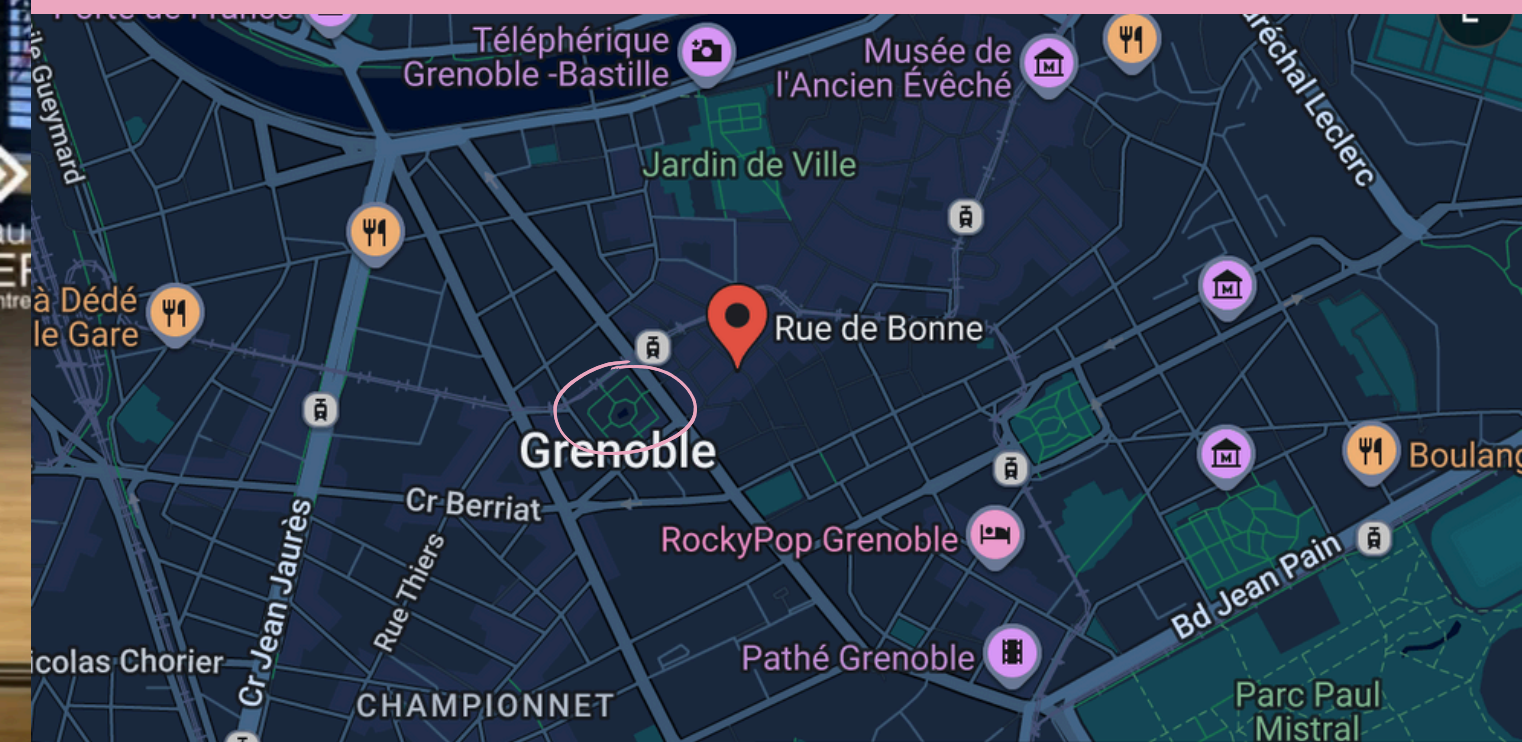 Téléphérique
Grenoble -Bastille
Musée de
l'Ancien Évêché
Jardin de Ville
à Dédé
le Gare
Rue de Bonne
Grenoble
Cr Berriat
RockyPop Grenoble
Boulang
Cr Jean Jaurès
Rue Thiers
Bd Jean Pain
icolas Chorier
Pathé Grenoble
CHAMPIONNET
Parc Paul
Mistral
ile Gueymard
aréchal Leclerc